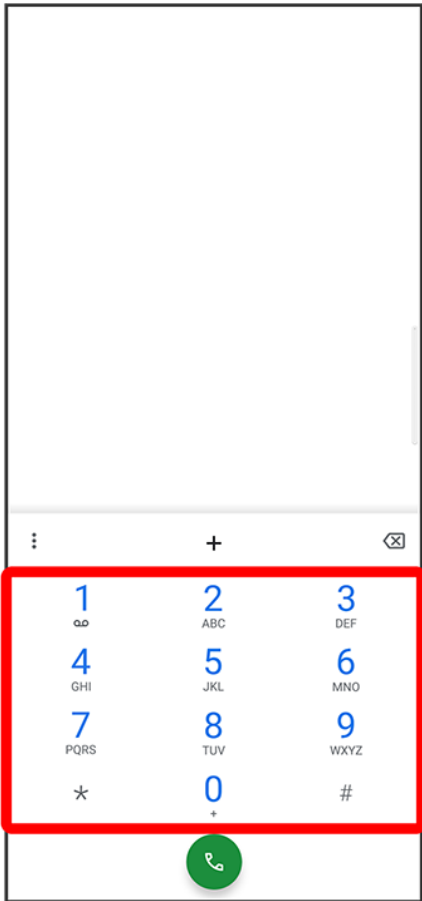 +
1 2 3
ABC DEF
4 5 6
GHI JKL MNO
7 8 9
PQRS TUV WXYZ
* 0 #
+